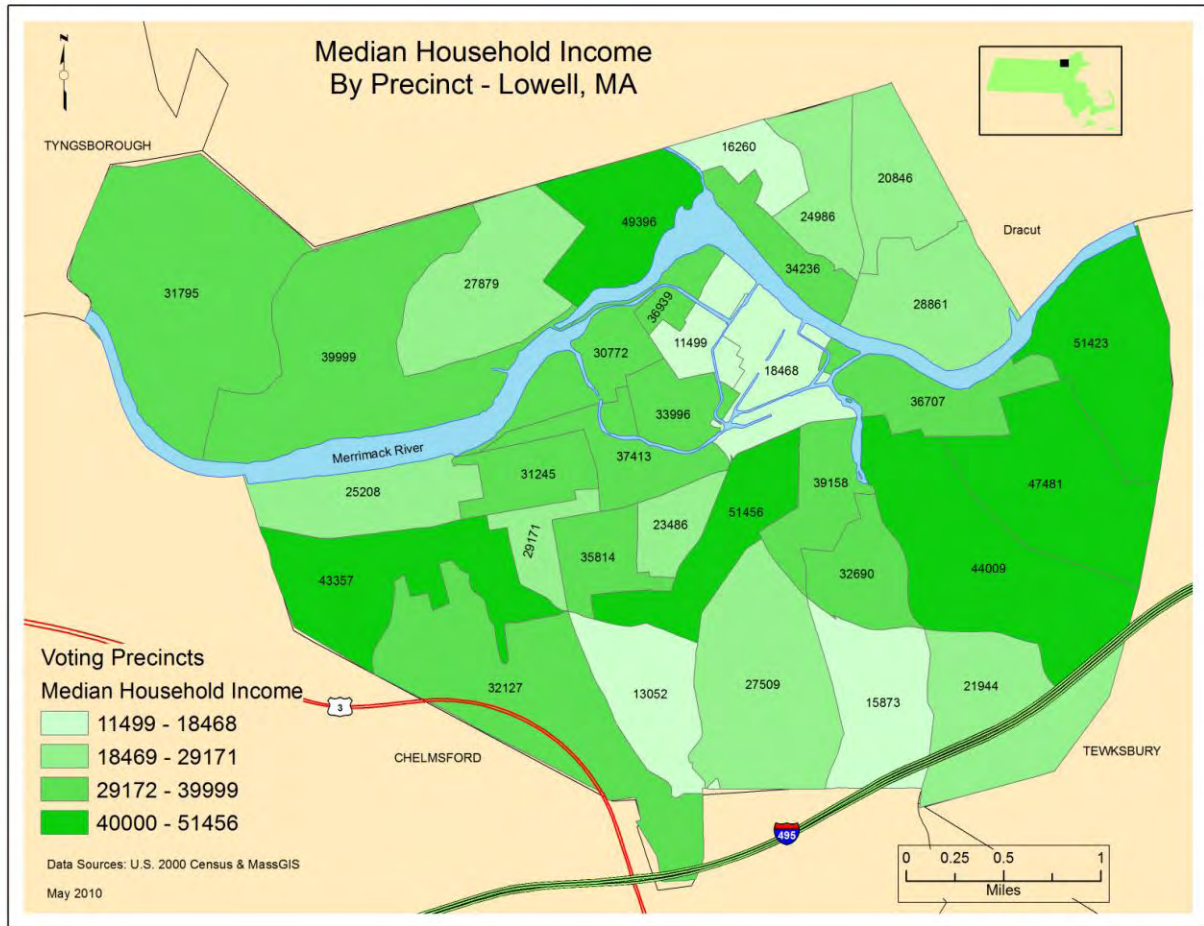 Median Household Income
By Precinct - Lowell, MA
z
TYNGSBOROUGH
16260
20846
49396
24986
Dracut
34236
27879
31795
28861
36939
39999
51423
30772
11499
18468
36707
33996
Merrimack River
37413
31245
39158
47481
25208
51456
23486
29171
35814
32690
44009
43357
32127
13052
27509
15873
21944
3
CHELMSFORD
TEWKSBURY
495
Voting Precincts
Median Household Income
11499 - 18468
18469 - 29171
29172 - 39999
40000 - 51456
Data Sources: U.S. 2000 Census & MassGIS
May 2010
0 0.25 0.5 1
Miles